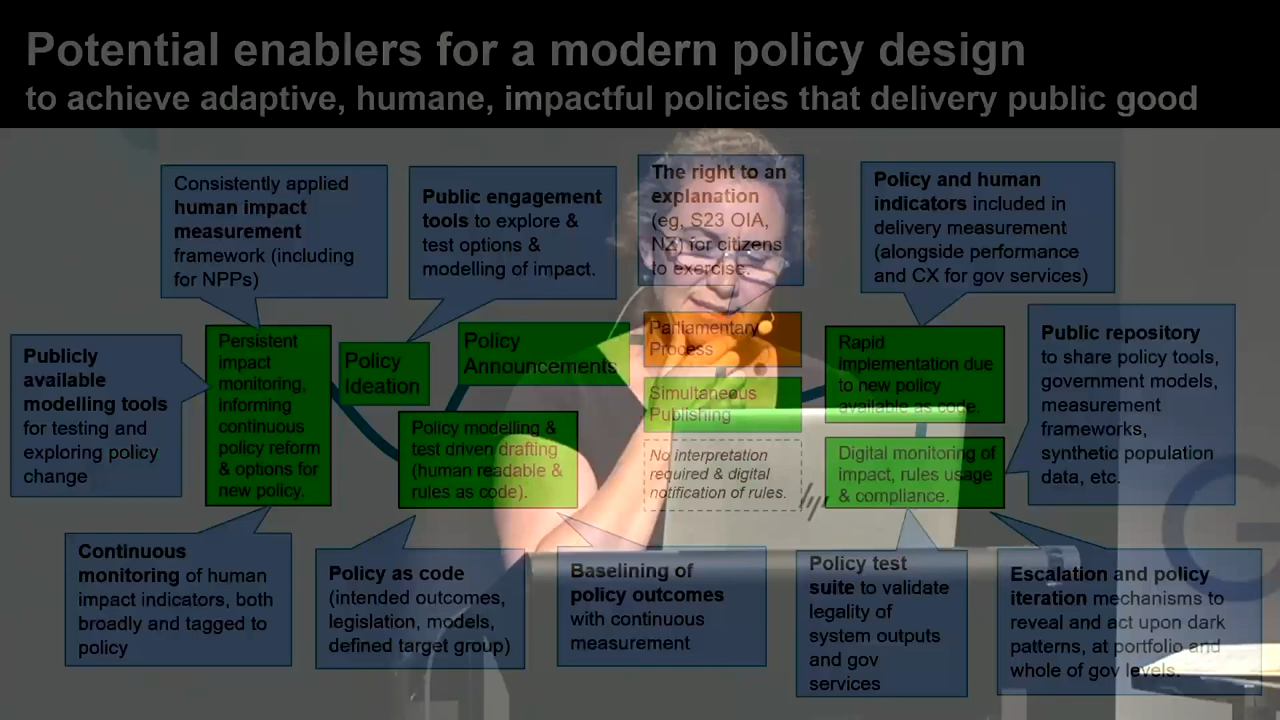 Potential enablers for a modern policy design
to achieve adaptive, humane, impactful policies that delivery public good
Consistently applied
human impact
measurement
framework (including
for NPPs)
Public engagement
tools to explore &
test options &
modelling of impact.
The right to an
explanation
(eg, S23 OIA,
NZ) for citizens
to exercise.
Policy and human
indicators included in
delivery measurement
(alongside performance
and CX for gov services)
Publicly
available
modelling tools
for testing and
exploring policy
change
Persistent
impact
monitoring,
informing
continuous
policy reform
& options for
new policy.
Policy
Ideation
Policy
Announcements
Policy modelling &
test driven drafting
(human readable &
rules as code).
Parliamentary
Process
Simultaneous
Publishing
No interpretation
required & digital
notification of rules.
Rapid
implementation due
to new policy
available as code.
Digital monitoring of
impact, rules usage
& compliance.
Public repository
to share policy tools,
government models,
measurement
frameworks,
synthetic population
data, etc.
Continuous
monitoring of human
impact indicators, both
broadly and tagged to
policy
Policy as code
(intended outcomes,
legislation, models,
defined target group)
Baselining of
policy outcomes
with continuous
measurement
Policy test
suite to validate
legality of
system outputs
and gov
services
Escalation and policy
iteration mechanisms to
reveal and act upon dark
patterns, at portfolio and
whole of gov levels.
hp
G